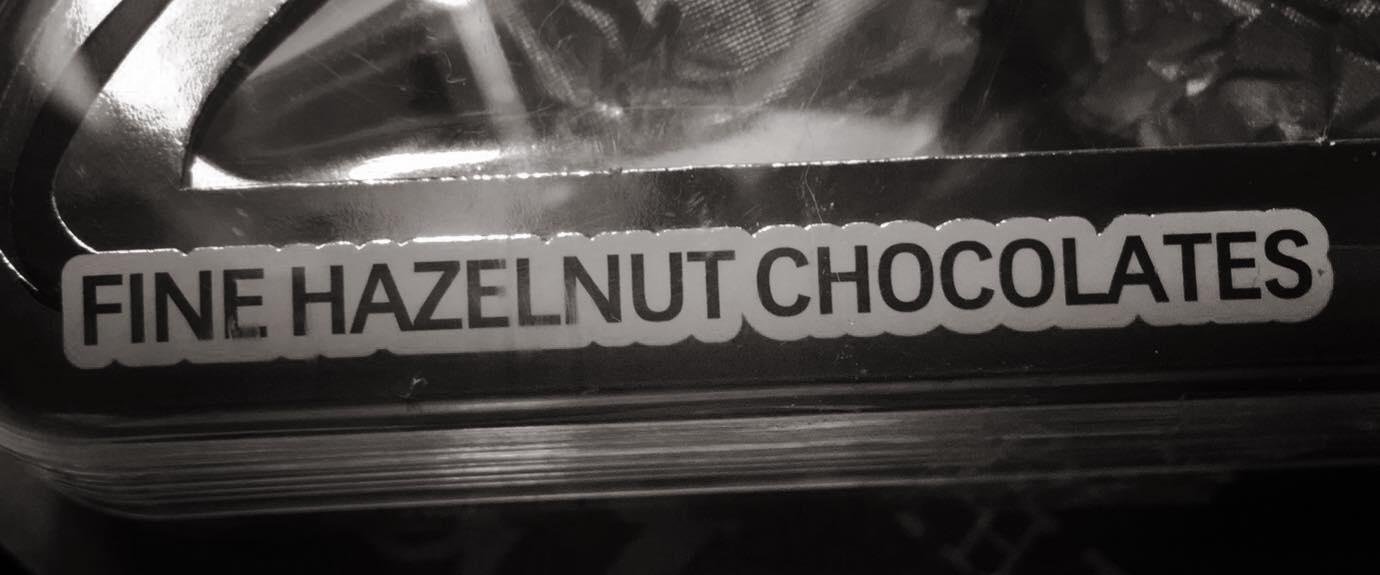 FINE HAZELNUT CHOCOLATES